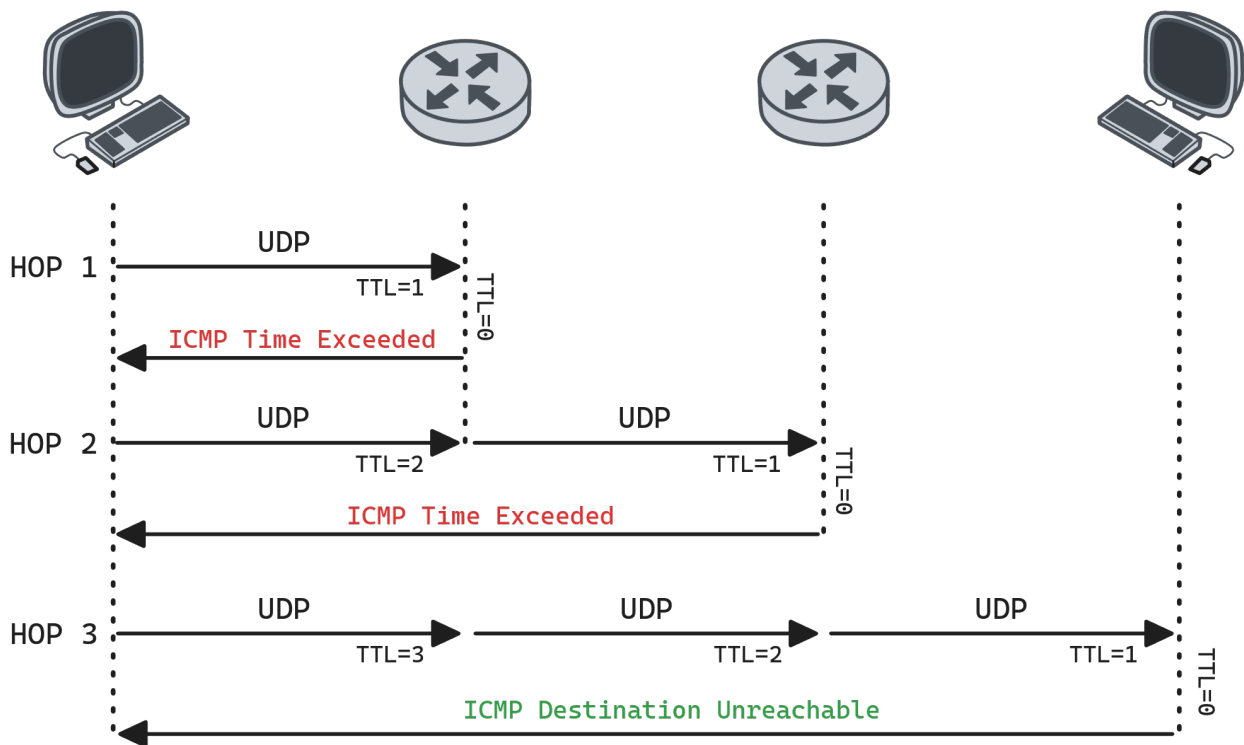 UDP
HOP 1
TTL=1
TTL=0
ICMP Time Exceeded
UDP
UDP
HOP 2
TTL=2
TTL=1
TTL=0
ICMP Time Exceeded
UDP
UDP
UDP
HOP 3
TTL=3
TTL=2
TTL=1
TTL=0
ICMP Destination Unreachable